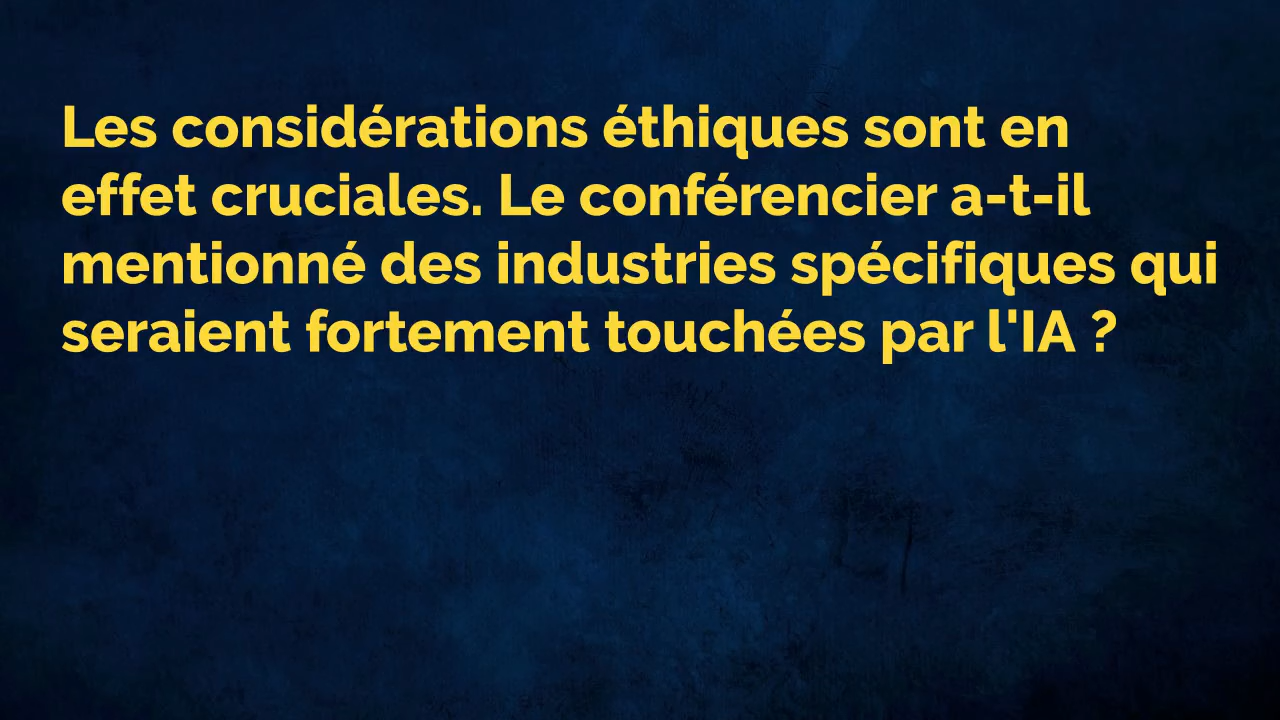 Les considérations éthiques sont en
effet cruciales. Le conférencier a-t-il
mentionné des industries spécifiques qui
seraient fortement touchées par l'IA ?